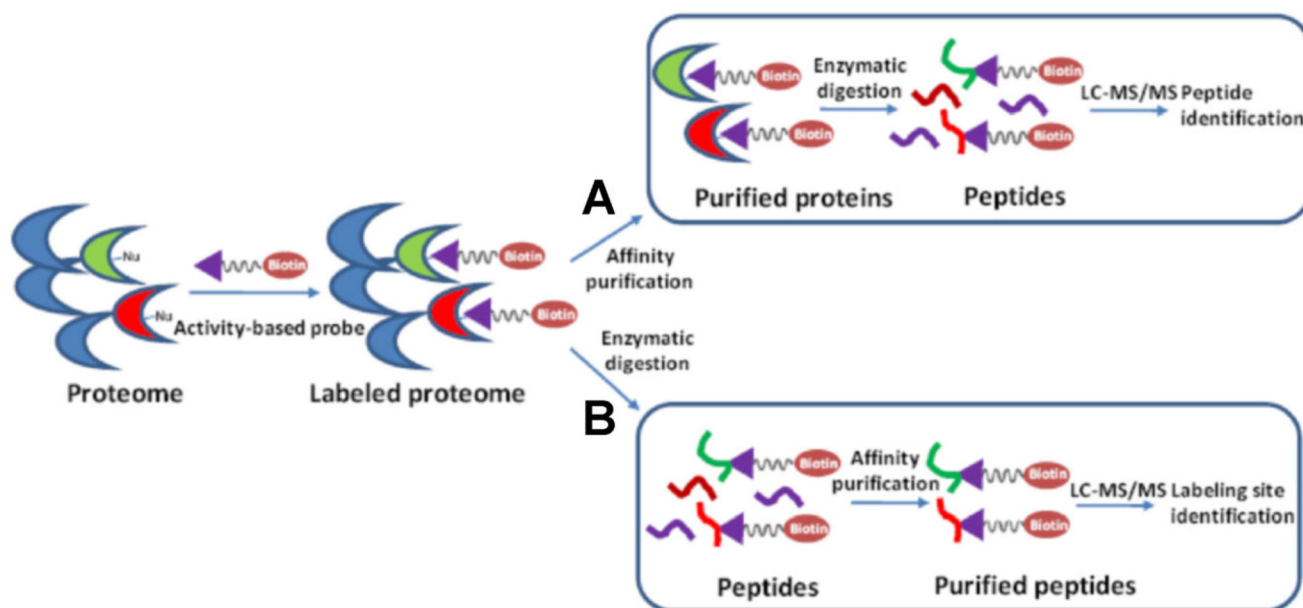 Nu
Nu
Biotin
Activity-based probe
Proteome
Biotin
Biotin
Labeled proteome
A
Affinity
purification
Enzymatic
digestion
B
Biotin
Biotin
Purified proteins
Enzymatic
digestion
Biotin
Biotin
Peptides
LC-MS/MS Peptide
identification
Biotin
Biotin
Peptides
Affinity
purification
Biotin
Biotin
Purified peptides
LC-MS/MS Labeling site
identification